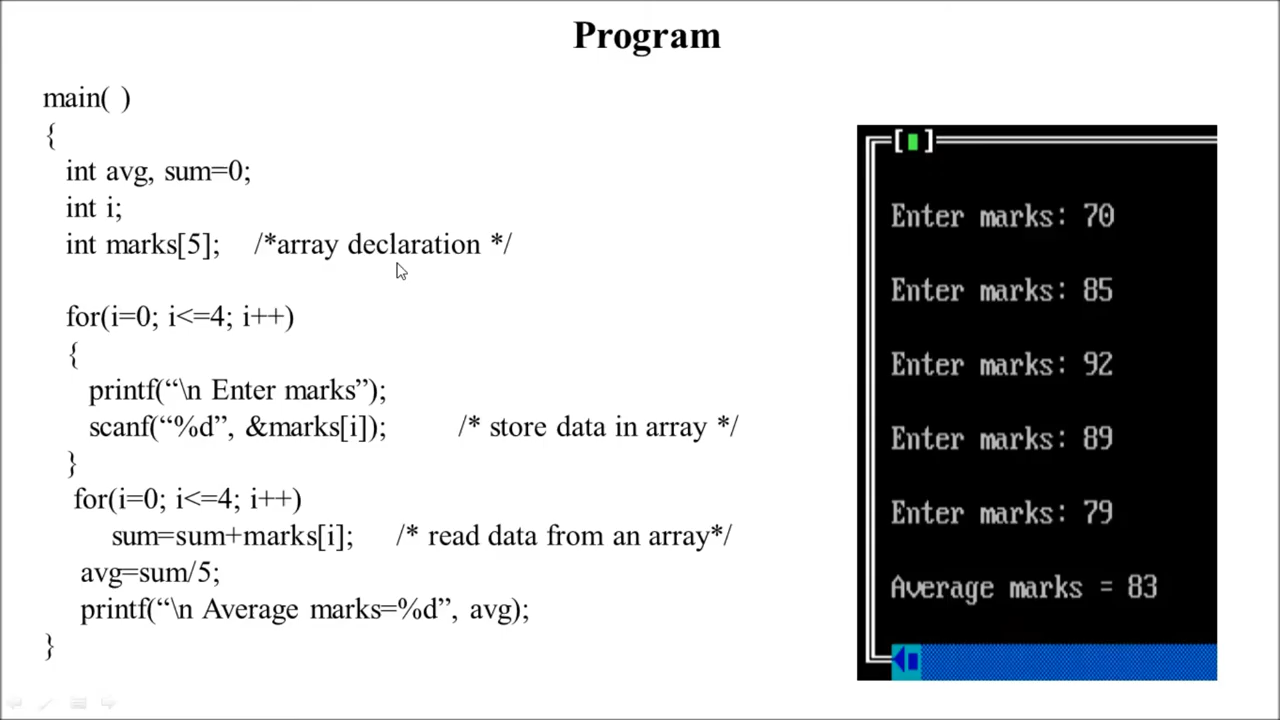 Program
main( )
{
int avg, sum=0;
int i;
int marks[5]; /*array declaration */
for(i=0; i<=4; i++)
{
printf(“\n Enter marks”);
scanf(“%d”, &marks[i]); /* store data in array */
}
for(i=0; i<=4; i++)
sum=sum+marks[i]; /* read data from an array*/
avg=sum/5;
printf(“\n Average marks=%d”, avg);
}
Enter marks: 70
Enter marks: 85
Enter marks: 92
Enter marks: 89
Enter marks: 79
Average marks = 83